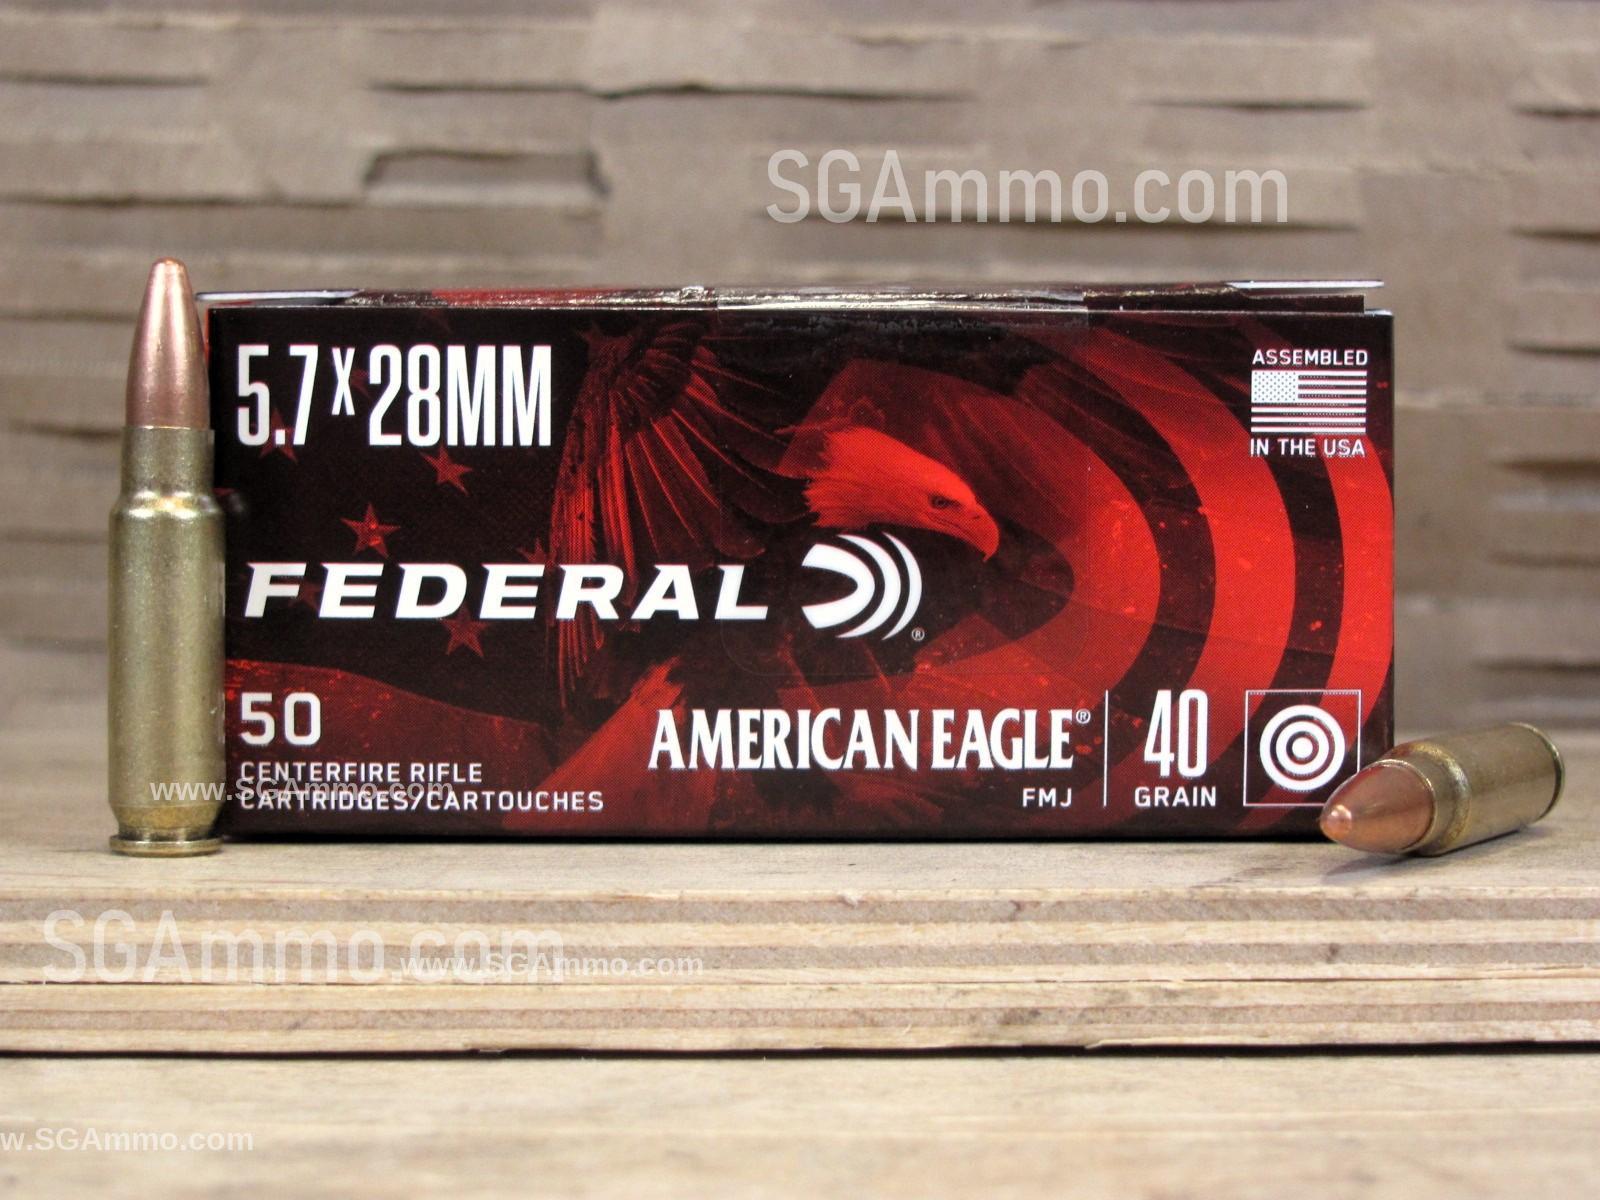 SGAmmo.com
5.7x28MM
ASSEMBLED
IN THE USA
FEDERAL®
50
CENTERFIRE RIFLE
CARTRIDGES/CARTOUCHES
AMERICAN EAGLE®
FMJ
40
GRAIN
www.SGAmmo.com
SGAmmo.com
www.SGAmmo.com
w.SGAmmo.com